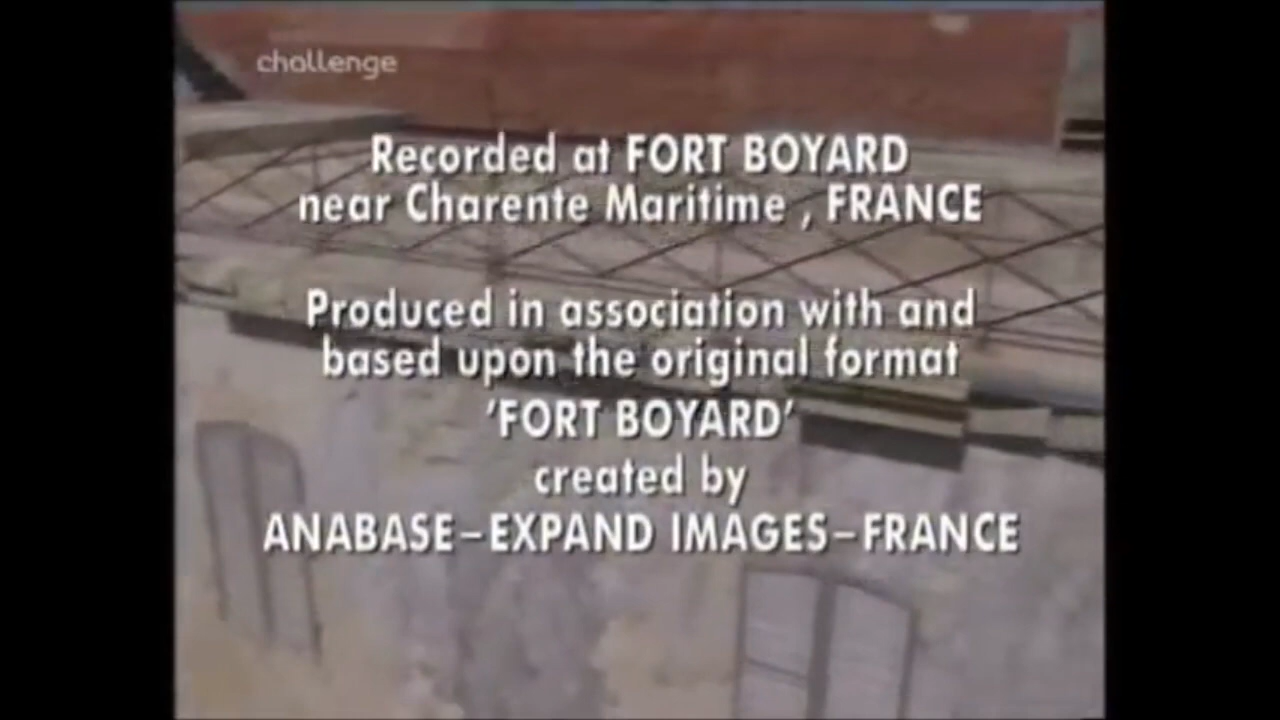 challenge
Recorded at FORT BOYARD
near Charente Maritime , FRANCE
Produced in association with and
based upon the original format
'FORT BOYARD'
created by
ANABASE–EXPAND IMAGES–FRANCE